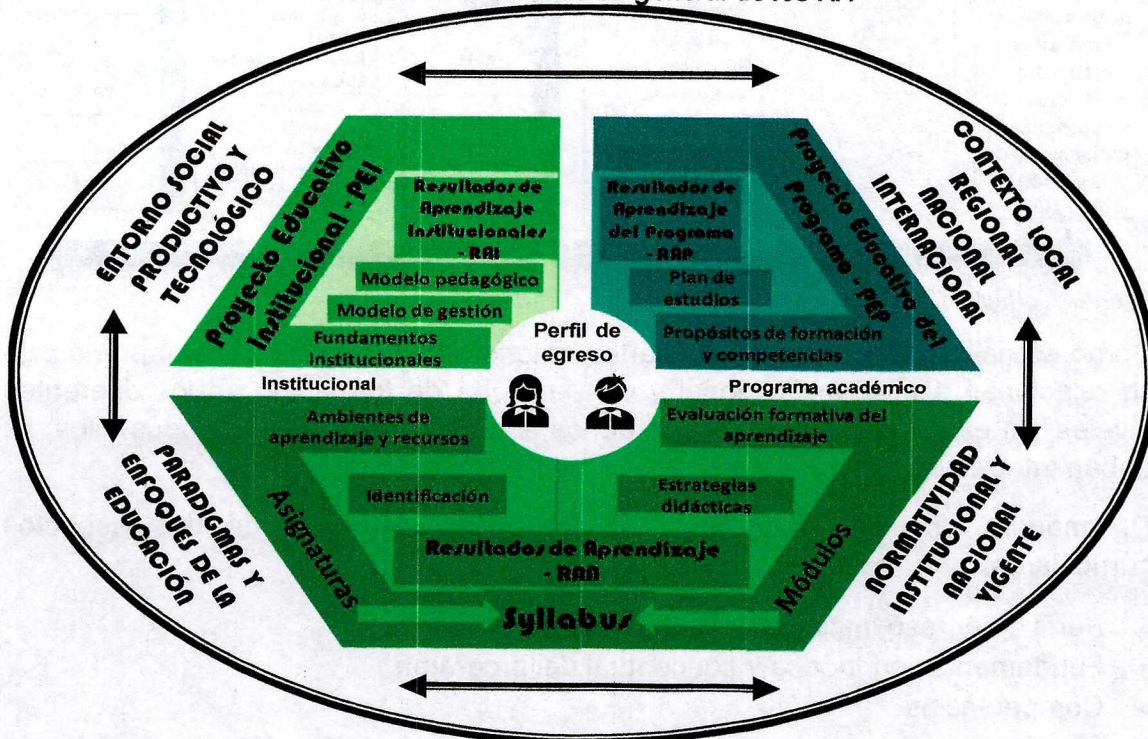 general de los RA
ENTORNO SOCIAL
PRODUCTIVO Y
TECNOLÓGICO
CONTEXTO LOCAL
REGIONAL
NACIONAL
INTERNACIONAL
Proyecto Educativo
Institucional - PEI
Resultados de
Aprendizaje
Institucionales
- RAI
Modelo pedagógico
Modelo de gestión
Fundamentos
Institucionales
Institucional
Proyecto Educativo del
Programa - PEP
Resultados de
Aprendizaje
del Programa - RAP
Plan de
estudios
Propósitos de formación
y competencias
Programa académico
Perfil de
egreso
Ambientes de
aprendizaje y recursos
Evaluación formativa del
aprendizaje
Identificación
Estrategias
didácticas
Resultados de Aprendizaje
- RAA
Asignaturas
Módulos
Syllabus
PARADIGMAS Y
ENFOQUES DE LA
EDUCACIÓN
NORMATIVIDAD
INSTITUCIONAL Y
NACIONAL
VIGENTE